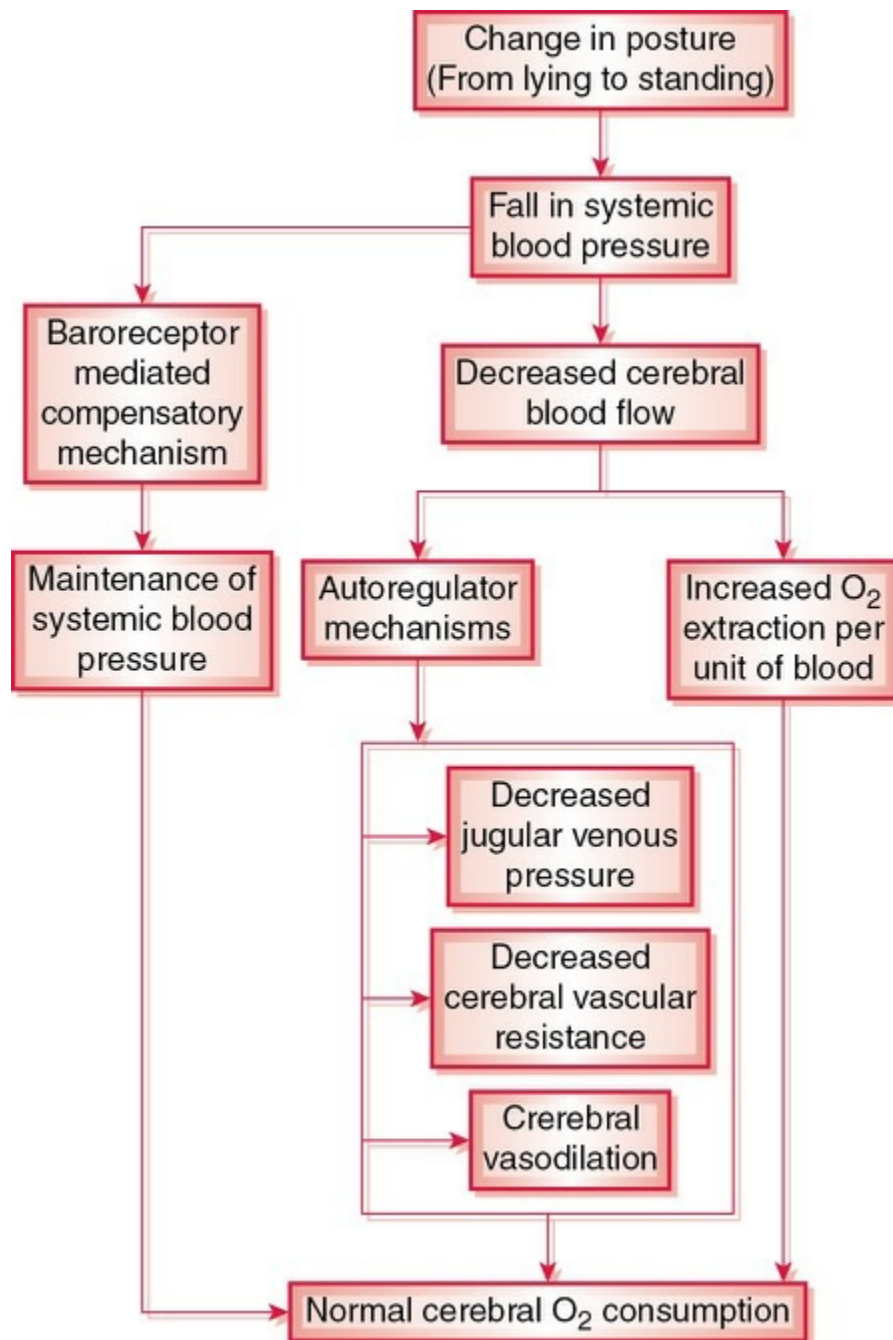 Change in posture
(From lying to standing)
Fall in systemic
blood pressure
Baroreceptor
mediated
compensatory
mechanism
Decreased cerebral
blood flow
Maintenance of
systemic blood
pressure
Autoregulator
mechanisms
Increased O₂
extraction per
unit of blood
Decreased
jugular venous
pressure
Decreased
cerebral vascular
resistance
Crerebral
vasodilation
Normal cerebral O₂ consumption